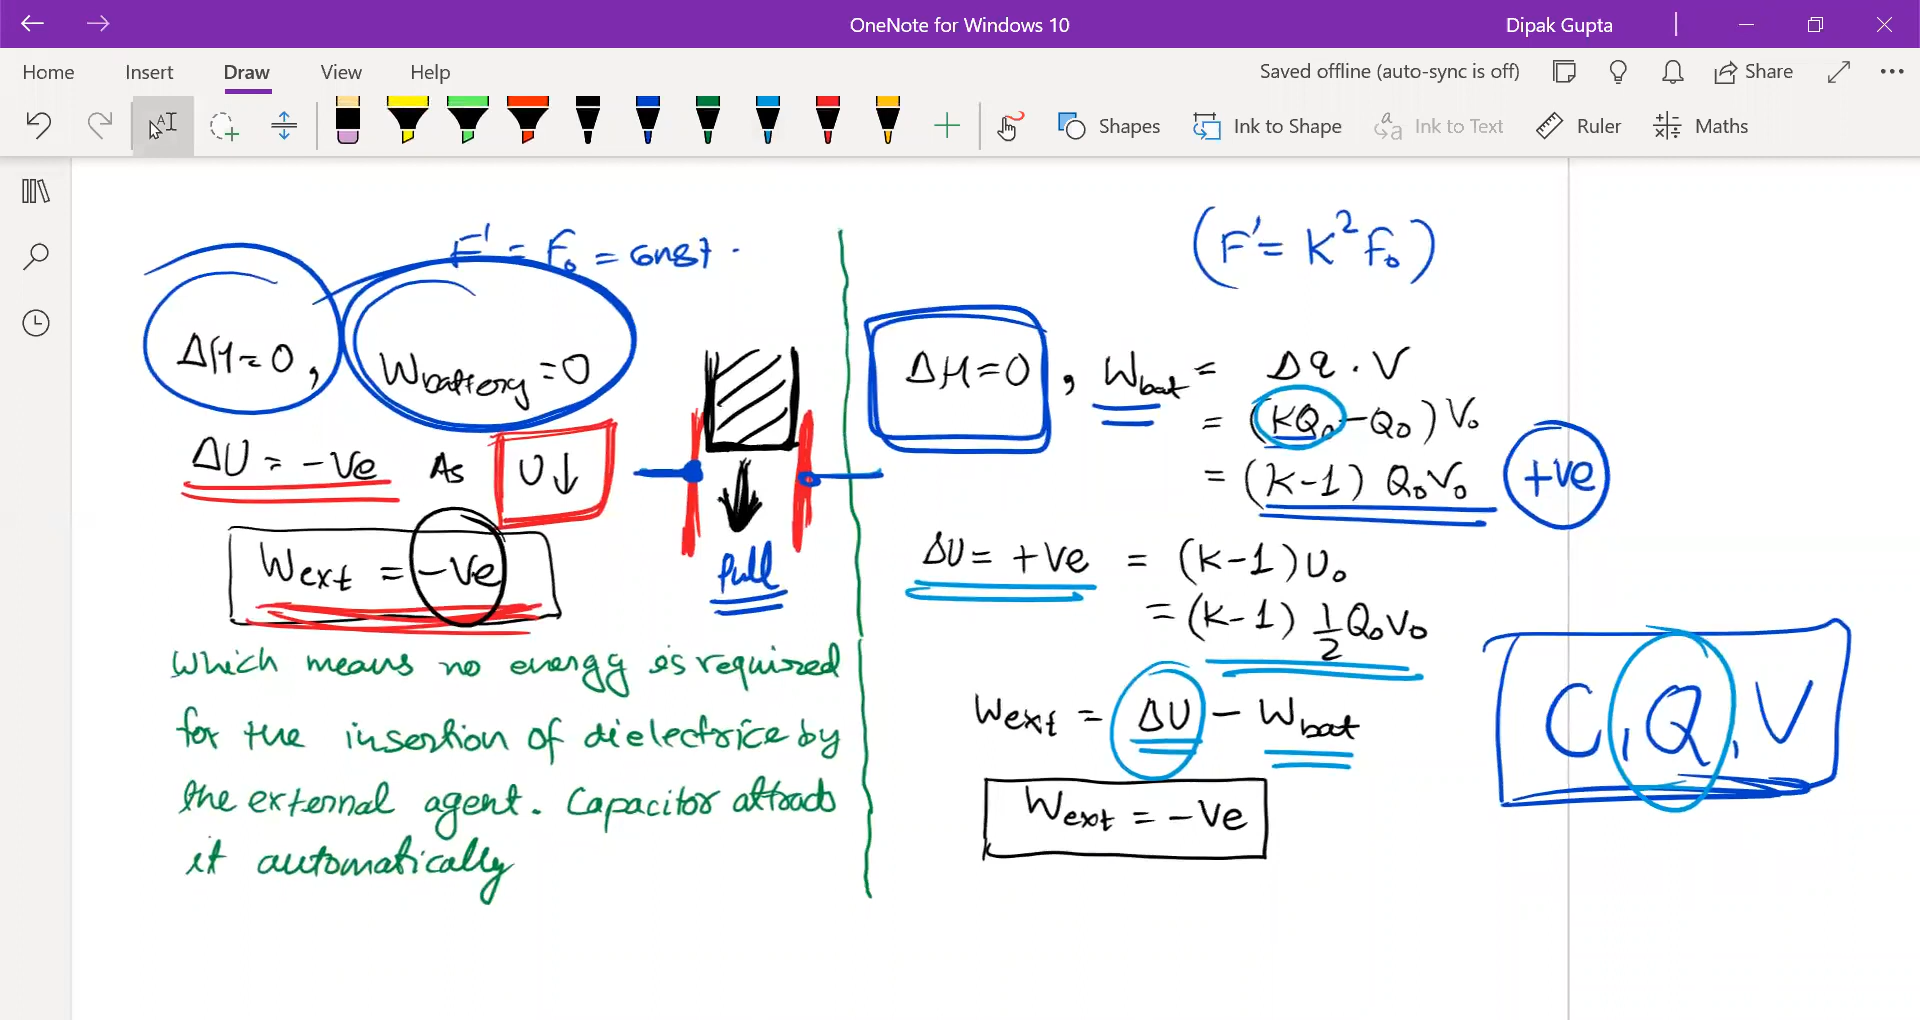 OneNote for Windows 10
Dipak Gupta
Home Insert Draw View Help
Saved offline (auto-sync is off) Share
Shapes Ink to Shape Ink to Text Ruler Maths
F' = F₀ = const.
ΔH=0, Wbattery =0
ΔU = -ve As U↓
Wext = -ve
Pull
Which means no energy is required
for the insertion of dielectrice by
the external agent. Capacitor attracts
it automatically
(F'= K²F₀)
ΔH=0, Wbat = Δq . V
= (KQ₀-Q₀) V₀
= (K-1) Q₀V₀ +ve
ΔU= +ve = (K-1)U₀
= (K-1) 1/2 Q₀V₀
Wext = ΔU - Wbat
Wext = -Ve
C, Q, V